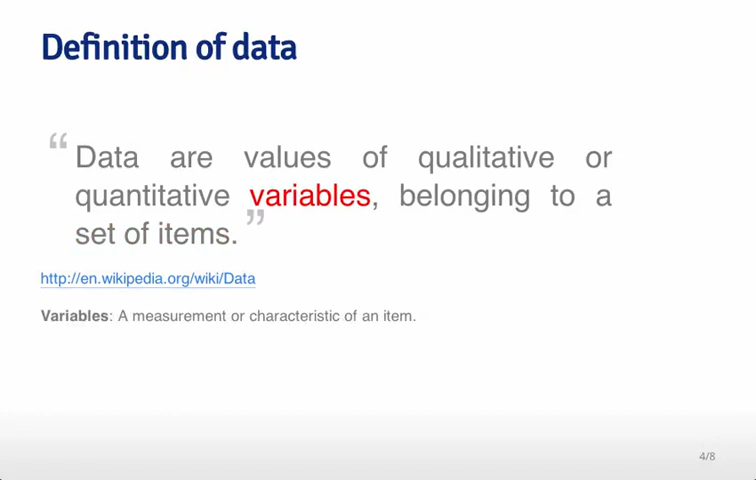 Definition of data
“ Data are values of qualitative or
quantitative variables, belonging to a
set of items. ”
http://en.wikipedia.org/wiki/Data
Variables: A measurement or characteristic of an item.
4/8